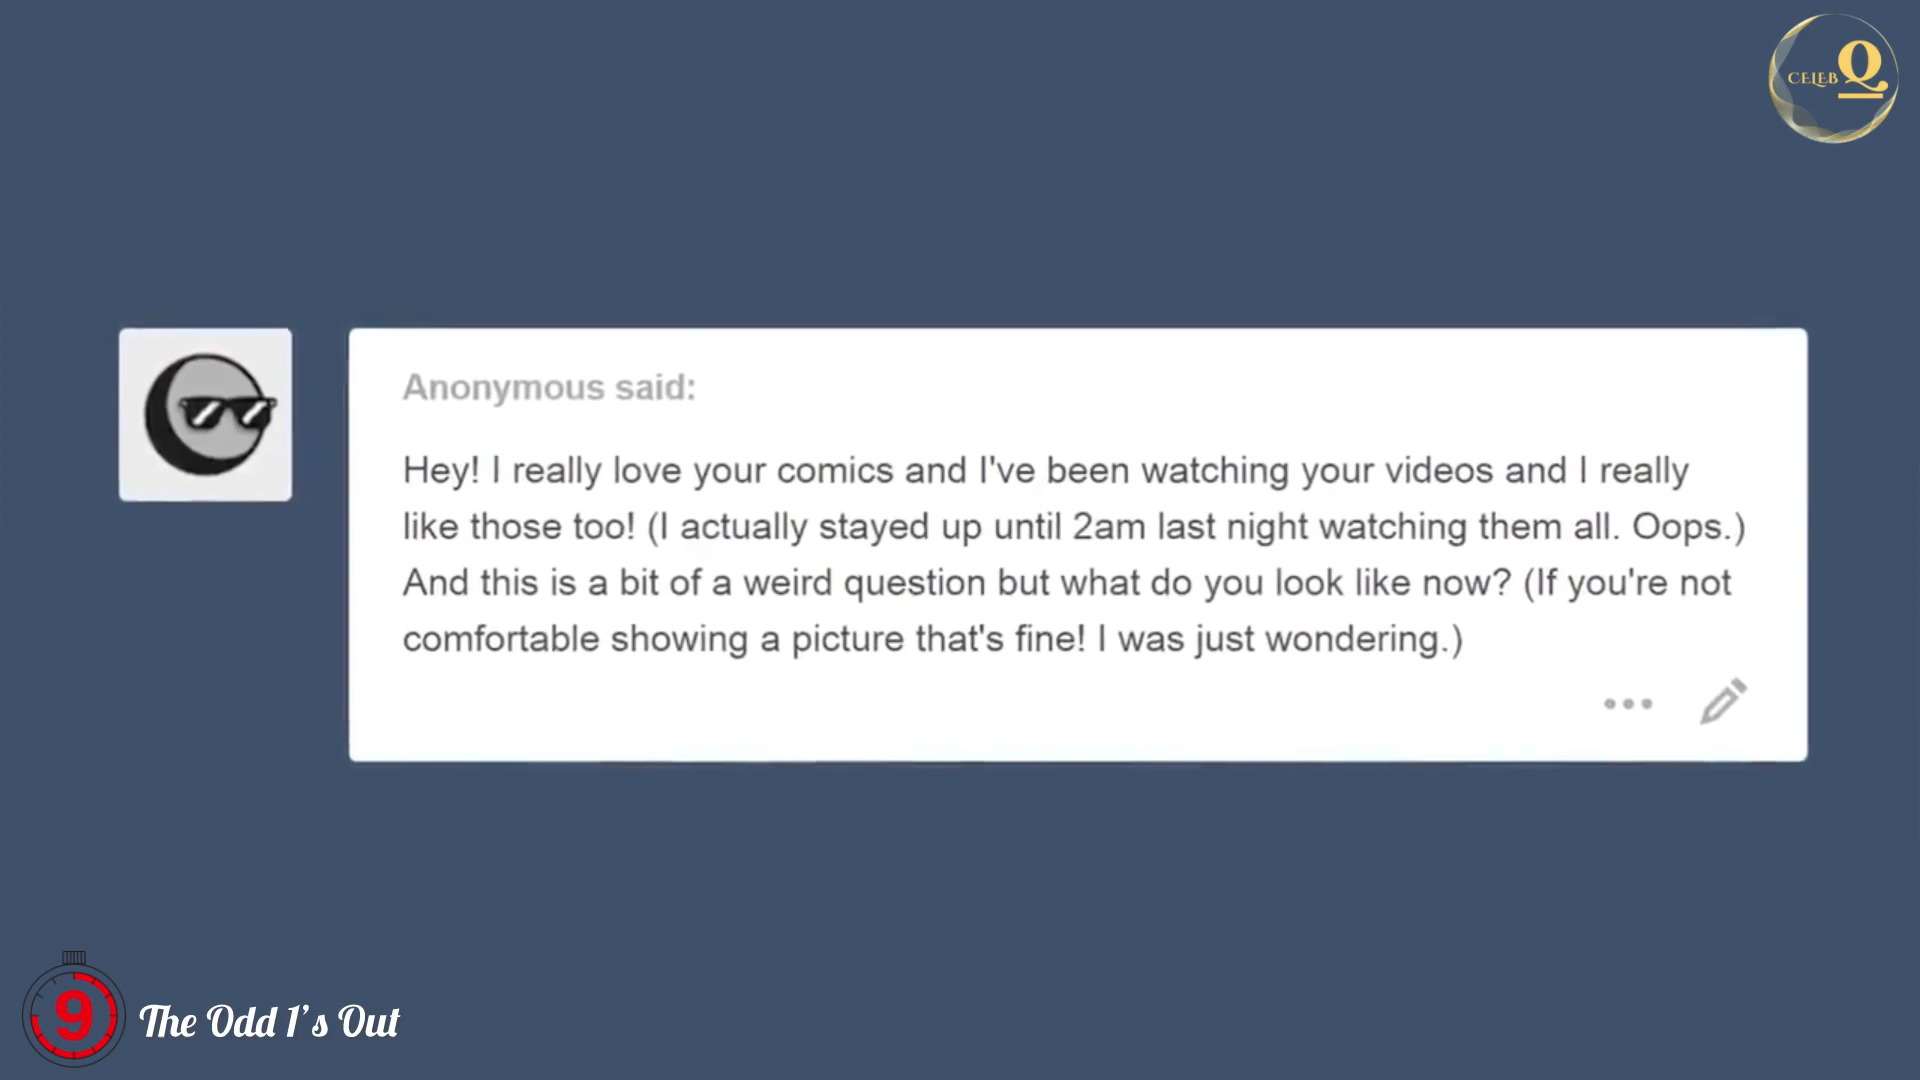 CELEB Q
Anonymous said:
Hey! I really love your comics and I've been watching your videos and I really
like those too! (I actually stayed up until 2am last night watching them all. Oops.)
And this is a bit of a weird question but what do you look like now? (If you're not
comfortable showing a picture that's fine! I was just wondering.)
9
The Odd 1's Out